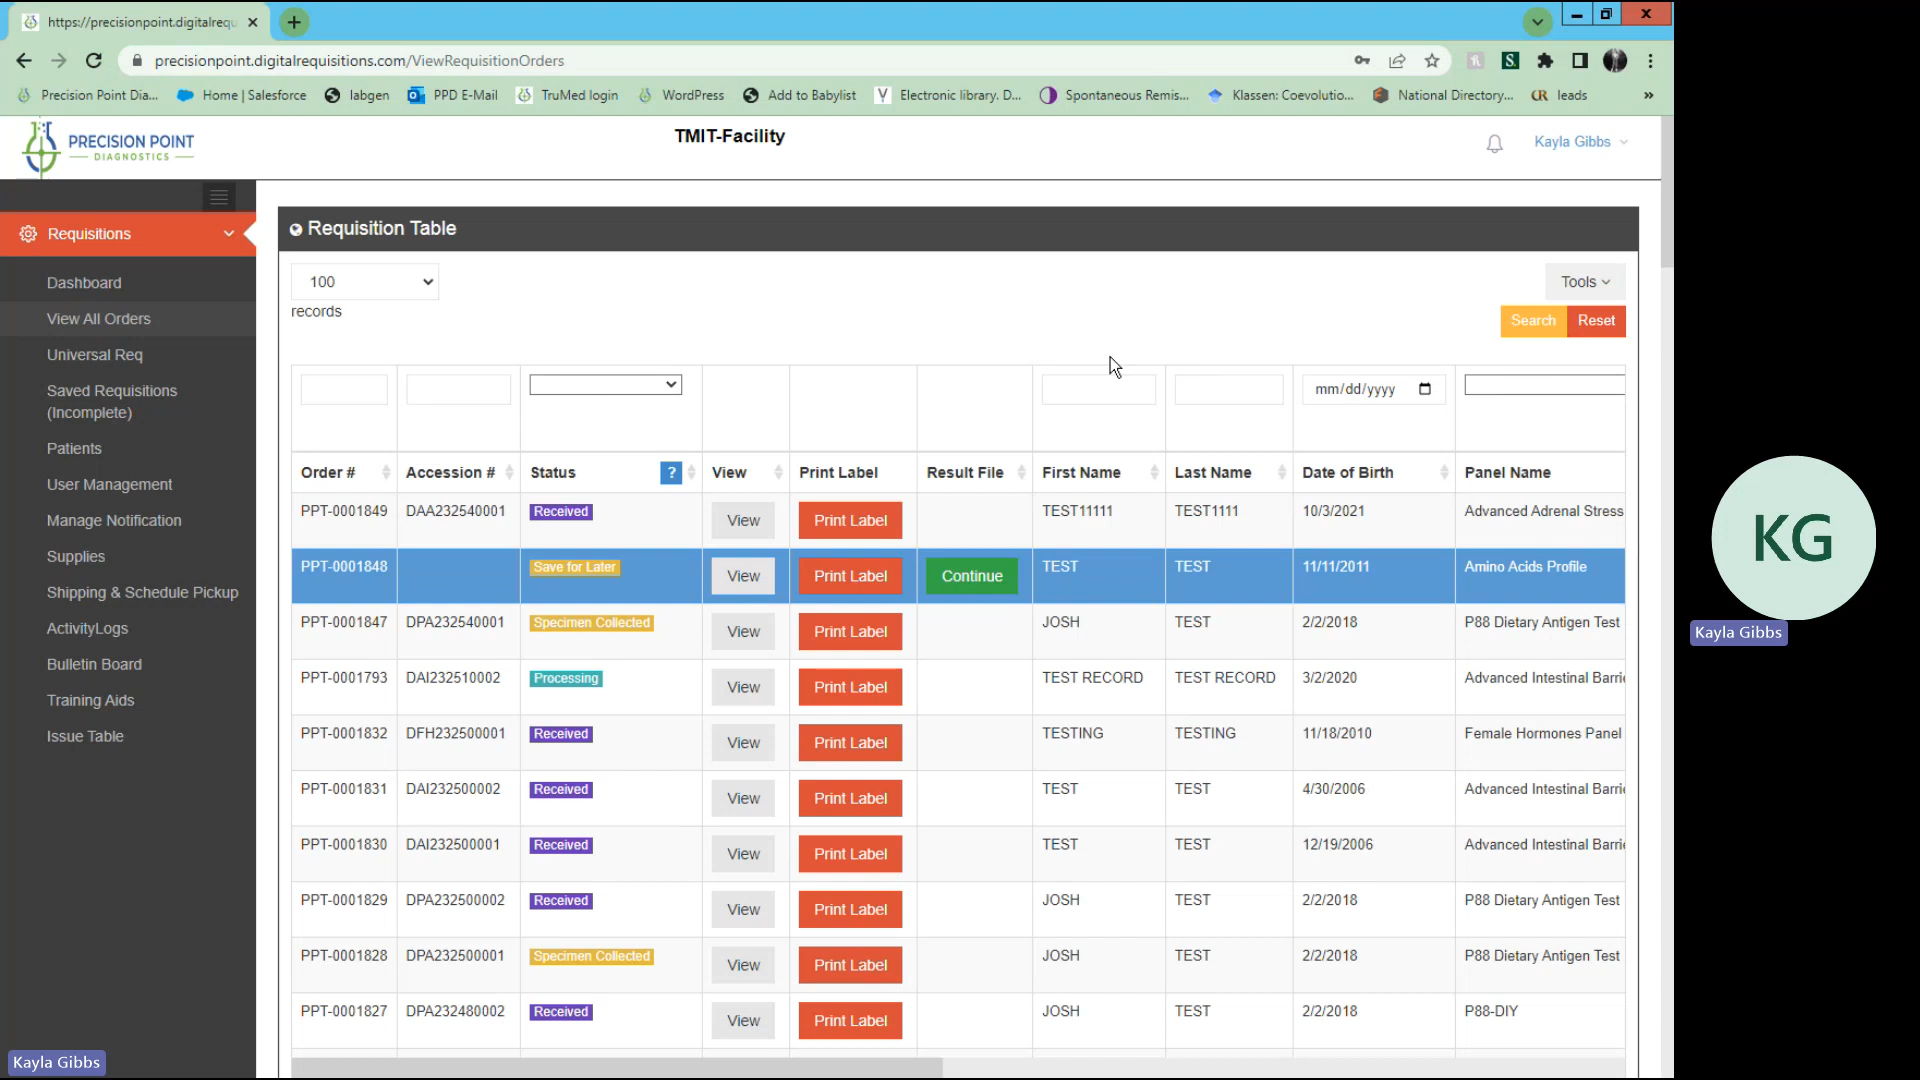 https://precisionpoint.digitalrequ
precisionpoint.digitalrequisitions.com/ViewRequisitionOrders
Precision Point Dia... Home | Salesforce labgen PPD E-Mail TruMed login WordPress Add to Babylist Electronic library. D... Spontaneous Remis... Klassen: Coevolutio... National Directory... CR leads »
PRECISION POINT
DIAGNOSTICS
TMIT-Facility
Kayla Gibbs
Requisitions
Dashboard
View All Orders
Universal Req
Saved Requisitions
(Incomplete)
Patients
User Management
Manage Notification
Supplies
Shipping & Schedule Pickup
ActivityLogs
Bulletin Board
Training Aids
Issue Table
Requisition Table
100
records
Tools
Search Reset
mm/dd/yyyy
Order # Accession # Status ? View Print Label Result File First Name Last Name Date of Birth Panel Name
PPT-0001849 DAA232540001 Received View Print Label TEST11111 TEST1111 10/3/2021 Advanced Adrenal Stress
PPT-0001848 Save for Later View Print Label Continue TEST TEST 11/11/2011 Amino Acids Profile
PPT-0001847 DPA232540001 Specimen Collected View Print Label JOSH TEST 2/2/2018 P88 Dietary Antigen Test
PPT-0001793 DAI232510002 Processing View Print Label TEST RECORD TEST RECORD 3/2/2020 Advanced Intestinal Barri
PPT-0001832 DFH232500001 Received View Print Label TESTING TESTING 11/18/2010 Female Hormones Panel
PPT-0001831 DAI232500002 Received View Print Label TEST TEST 4/30/2006 Advanced Intestinal Barri
PPT-0001830 DAI232500001 Received View Print Label TEST TEST 12/19/2006 Advanced Intestinal Barri
PPT-0001829 DPA232500002 Received View Print Label JOSH TEST 2/2/2018 P88 Dietary Antigen Test
PPT-0001828 DPA232500001 Specimen Collected View Print Label JOSH TEST 2/2/2018 P88 Dietary Antigen Test
PPT-0001827 DPA232480002 Received View Print Label JOSH TEST 2/2/2018 P88-DIY
KG
Kayla Gibbs
Kayla Gibbs